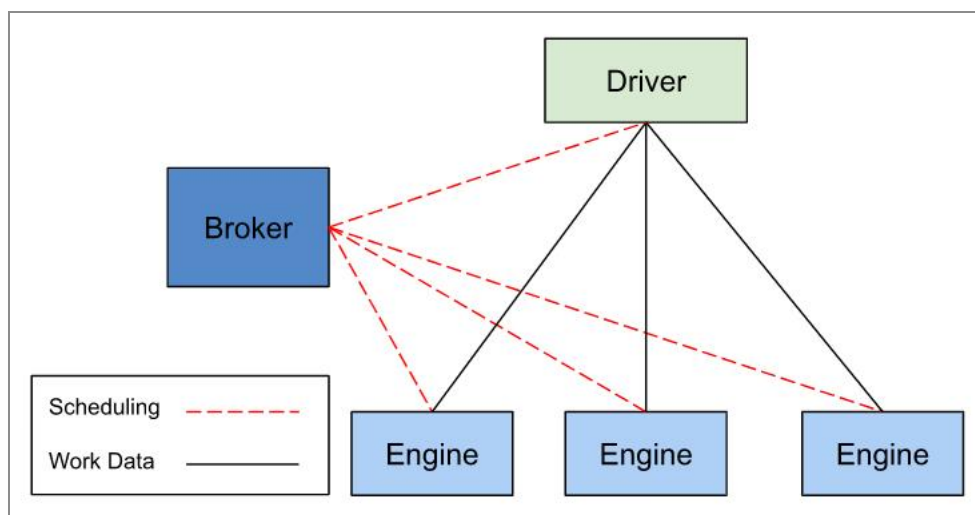 Driver
Broker
Scheduling
Work Data
Engine
Engine
Engine